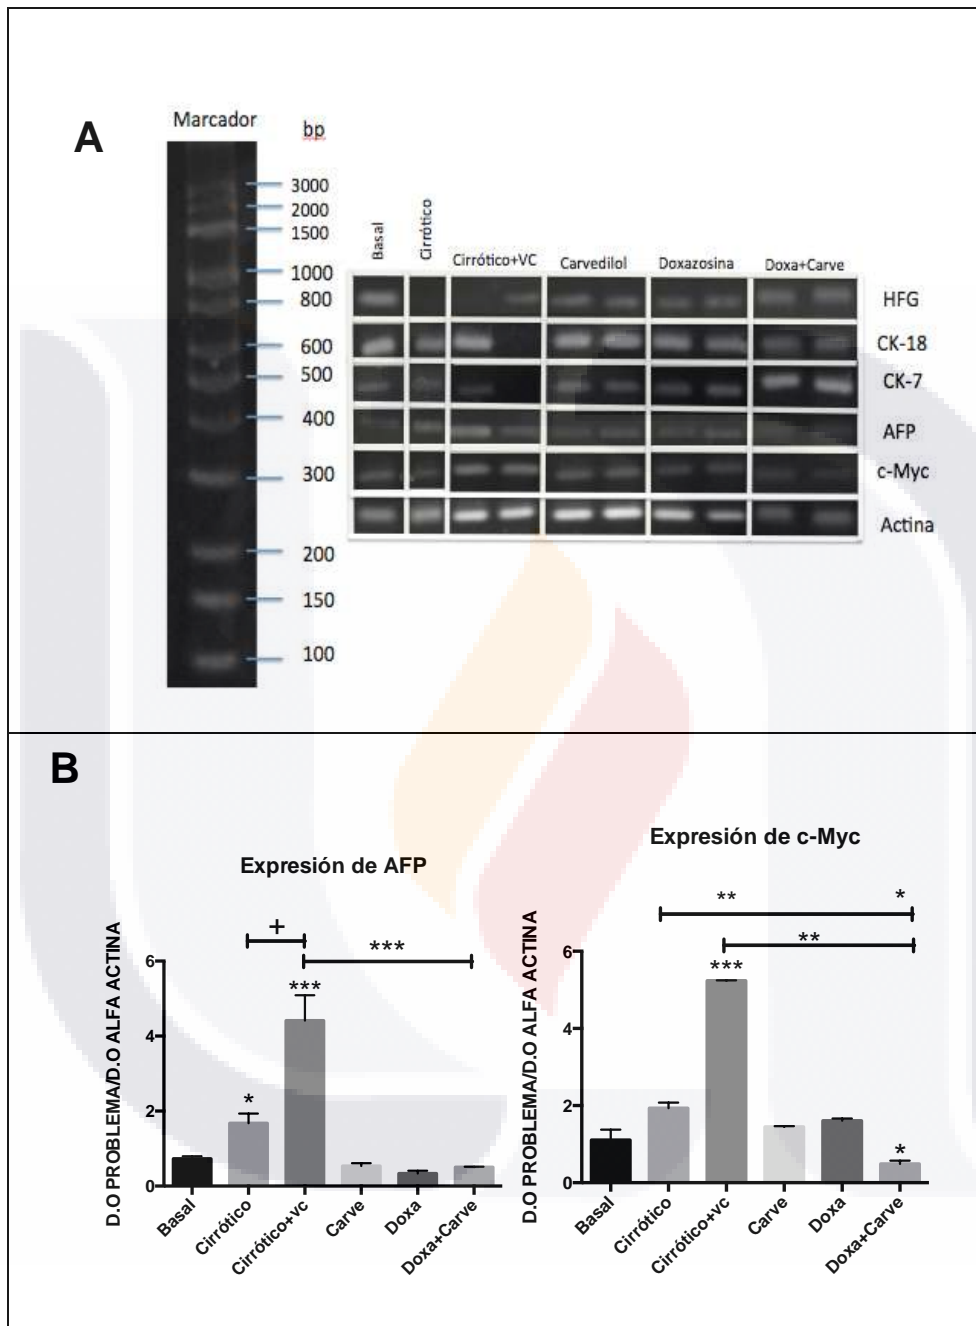 A
Marcador
bp
3000
2000
1500
1000
800
600
500
400
300
200
150
100
Basal
Cirrótico
Cirrótico+VC
Carvedilol
Doxazosina
Doxa+Carve
HFG
CK-18
CK-7
AFP
c-Myc
Actina
B
Expresión de AFP
D.O PROBLEMA/D.O ALFA ACTINA
6
4
2
0
+
***
***
*
Basal
Cirrótico
Cirrótico+vc
Carve
Doxa
Doxa+Carve
Expresión de c-Myc
D.O PROBLEMA/D.O ALFA ACTINA
6
4
2
0
** *
**
***
*
Basal
Cirrótico
Cirrótico+vc
Carve
Doxa
Doxa+Carve